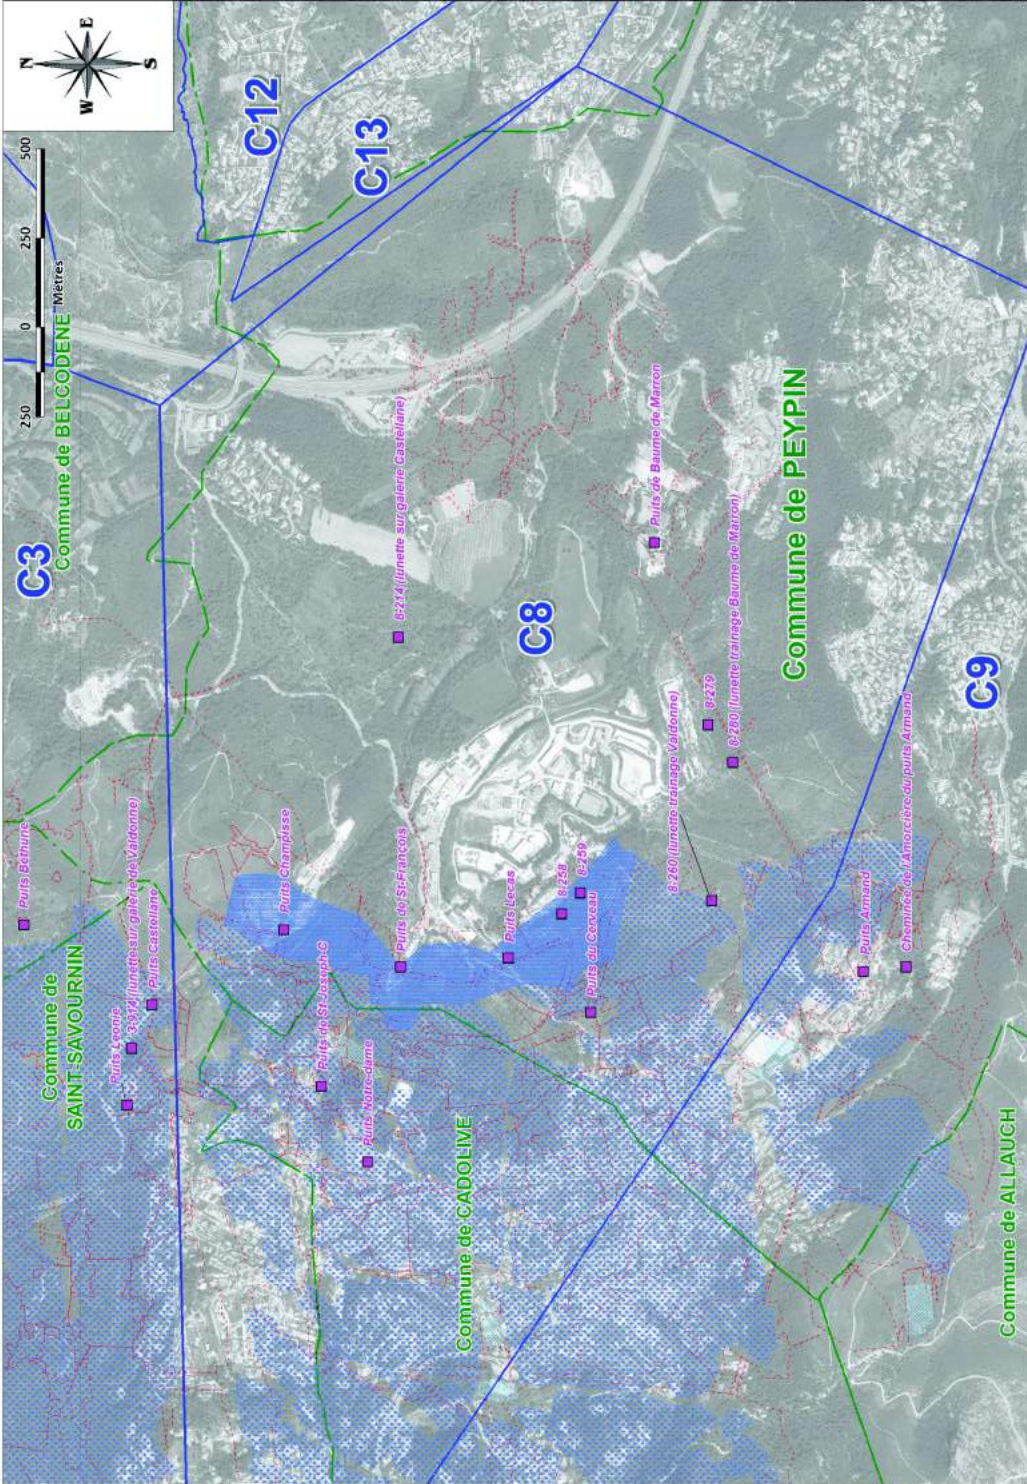 N
E
S
W
250
0
250
500
Mètres
C12
C13
C3
Commune de BELCODENE
Puits Bethune
Commune de
SAINT-SAVOURNIN
Puits Leonie
3-914 (lunette sur galerie de Valdonne)
Puits Castellane
Puits Champisse
8-214 (lunette sur galerie Castellane)
Puits de St-Joseph-C
Puits de St-François
Puits Notre-dame
C8
Puits Lecas
8-258
8-259
Puits du Cerveau
Puits de Baume de Marron
Commune de CADOLIVE
8-260 (lunette trainage Valdonne)
8-279
8-280 (lunette trainage Baume de Marron)
Commune de PEYPIN
Puits Armand
Cheminée de l'Amorcière du puits Armand
C9
Commune de ALLAUCH